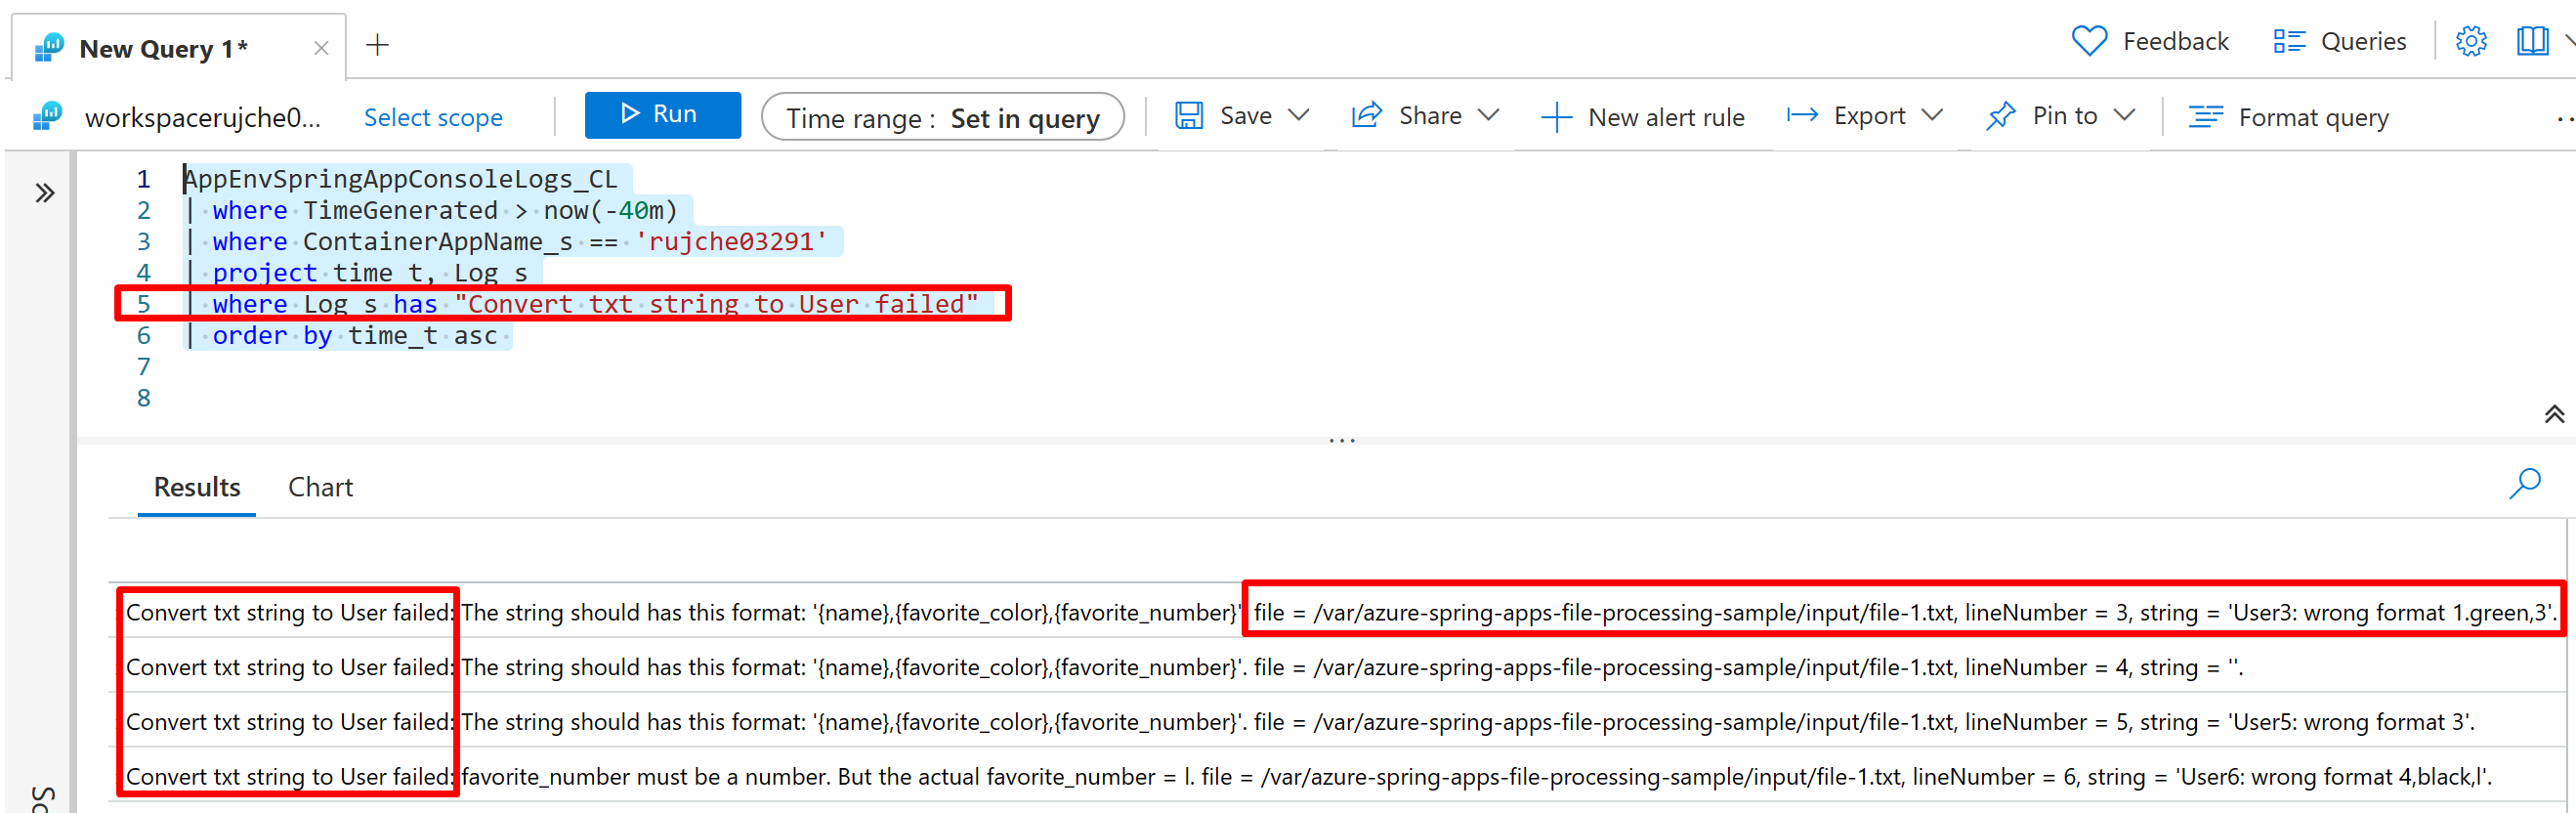 New Query 1*
Feedback
Queries
workspacerujche0...
Select scope
Run
Time range : Set in query
Save
Share
New alert rule
Export
Pin to
Format query
1 AppEnvSpringAppConsoleLogs_CL
2 | where TimeGenerated > now(-40m)
3 | where ContainerAppName_s == 'rujche03291'
4 | project time_t, Log_s
5 | where Log_s has "Convert txt string to User failed"
6 | order by time_t asc
7
8
Results
Chart
Convert txt string to User failed: The string should has this format: '{name},{favorite_color},{favorite_number}'. file = /var/azure-spring-apps-file-processing-sample/input/file-1.txt, lineNumber = 3, string = 'User3: wrong format 1.green,3'.
Convert txt string to User failed: The string should has this format: '{name},{favorite_color},{favorite_number}'. file = /var/azure-spring-apps-file-processing-sample/input/file-1.txt, lineNumber = 4, string = ''.
Convert txt string to User failed: The string should has this format: '{name},{favorite_color},{favorite_number}'. file = /var/azure-spring-apps-file-processing-sample/input/file-1.txt, lineNumber = 5, string = 'User5: wrong format 3'.
Convert txt string to User failed: favorite_number must be a number. But the actual favorite_number = l. file = /var/azure-spring-apps-file-processing-sample/input/file-1.txt, lineNumber = 6, string = 'User6: wrong format 4,black,l'.